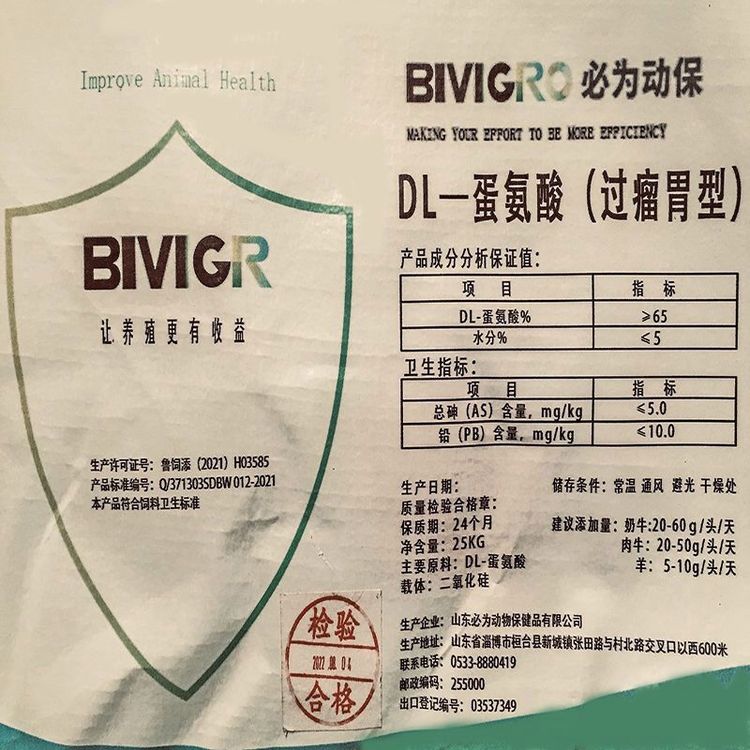 Improve Animal Health
BIVIGR
让养殖更有收益
生产许可证号：鲁饲添（2021）H03585
产品标准编号：Q/371303SDBW 012-2021
本产品符合饲料卫生标准
BIVIGRO 必为动保
MAKING YOUR EFFORT TO BE MORE EFFICIENCY
DL—蛋氨酸（过瘤胃型）
产品成分分析保证值：
项 目 指 标
DL-蛋氨酸% ≥65
水分% ≤5
卫生指标：
项 目 指 标
总砷（AS）含量，mg/kg ≤5.0
铅（PB）含量，mg/kg ≤10.0
生产日期： 储存条件：常温 通风 避光 干燥处
质量检验合格章：
保质期：24个月 建议添加量：奶牛:20-60g/头/天
净含量：25KG 肉牛：20-50g/头/天
主要原料：DL-蛋氨酸 羊：5-10g/头/天
载体：二氧化硅
生产企业：山东必为动物保健品有限公司
生产地址：山东省淄博市桓台县新城镇张田路与村北路交叉口以西600米
联系电话：0533-8880419
邮政编码：255000
出口登记编号：03537349
检验
合格